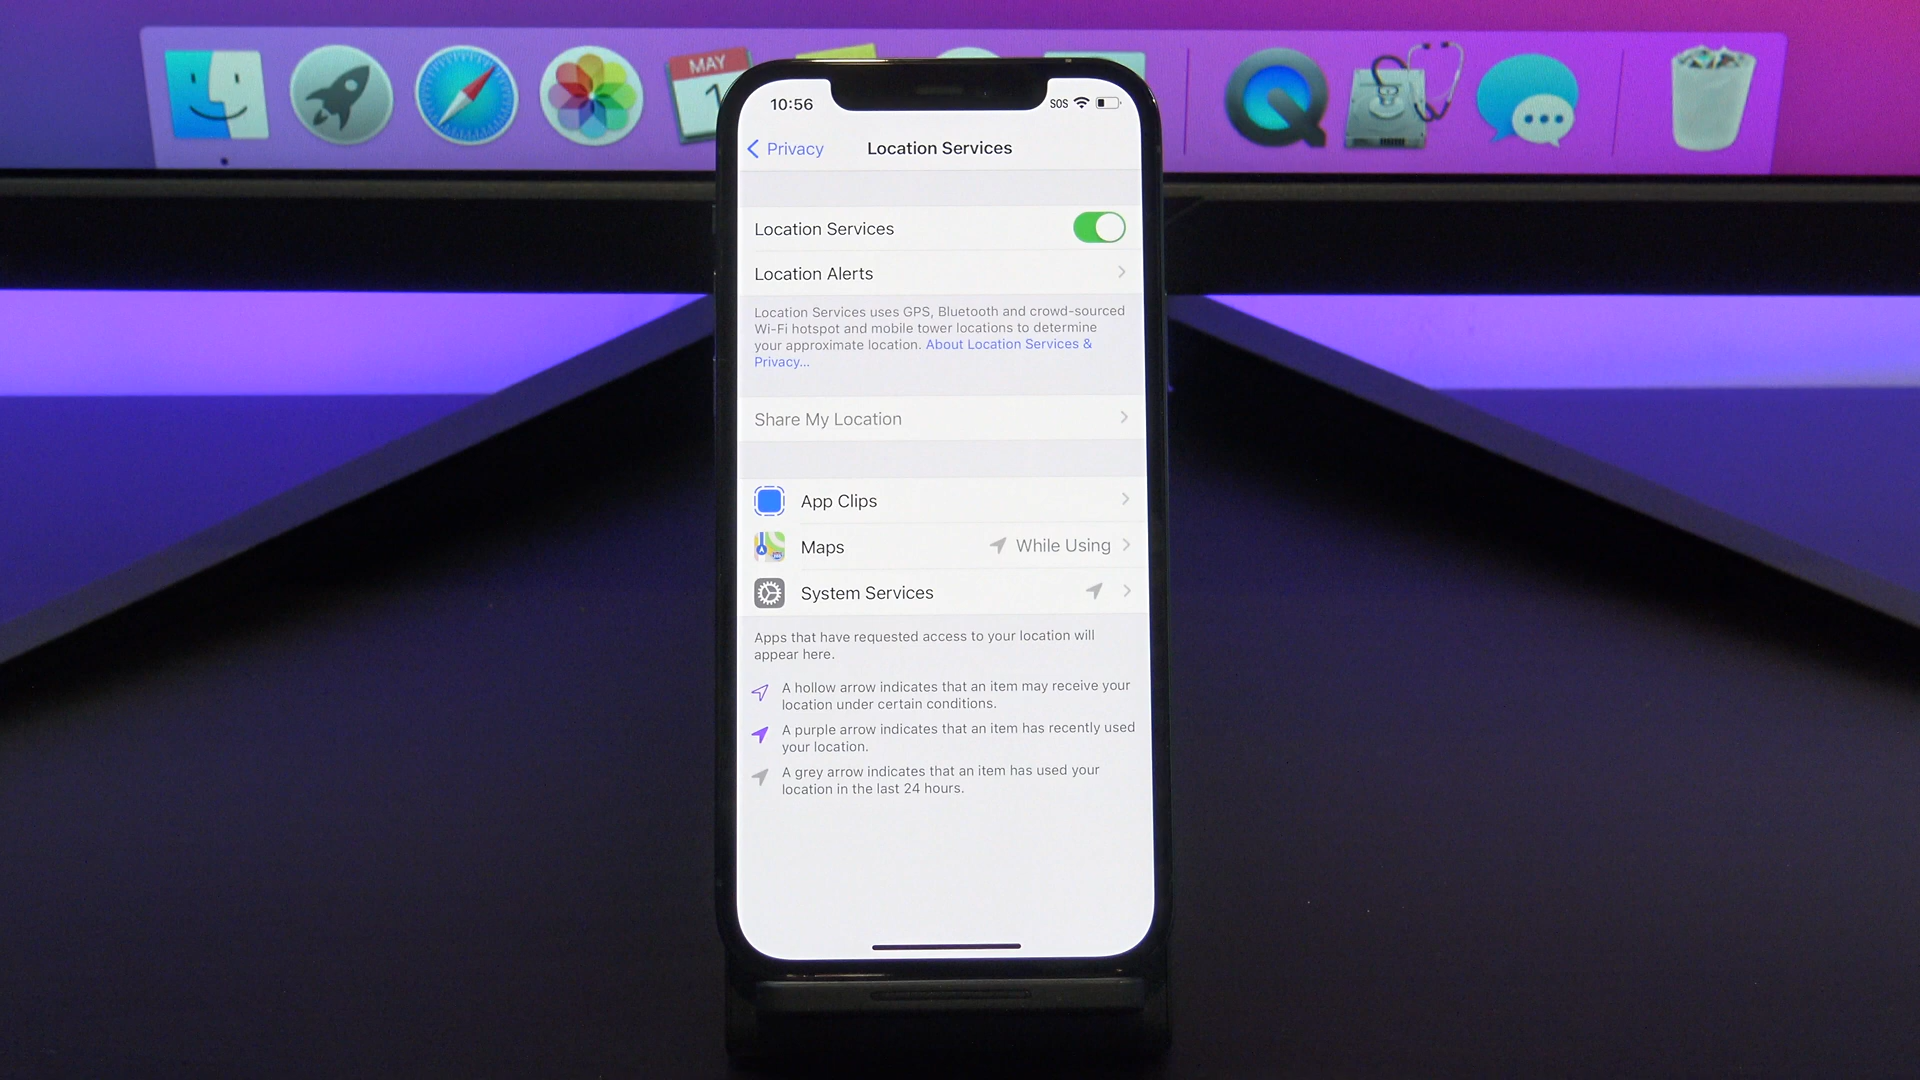 MAY
1
10:56
SOS
Privacy
Location Services
Location Services
Location Alerts
Location Services uses GPS, Bluetooth and crowd-sourced
Wi-Fi hotspot and mobile tower locations to determine
your approximate location. About Location Services &
Privacy...
Share My Location
App Clips
Maps
While Using
System Services
Apps that have requested access to your location will
appear here.
A hollow arrow indicates that an item may receive your
location under certain conditions.
A purple arrow indicates that an item has recently used
your location.
A grey arrow indicates that an item has used your
location in the last 24 hours.